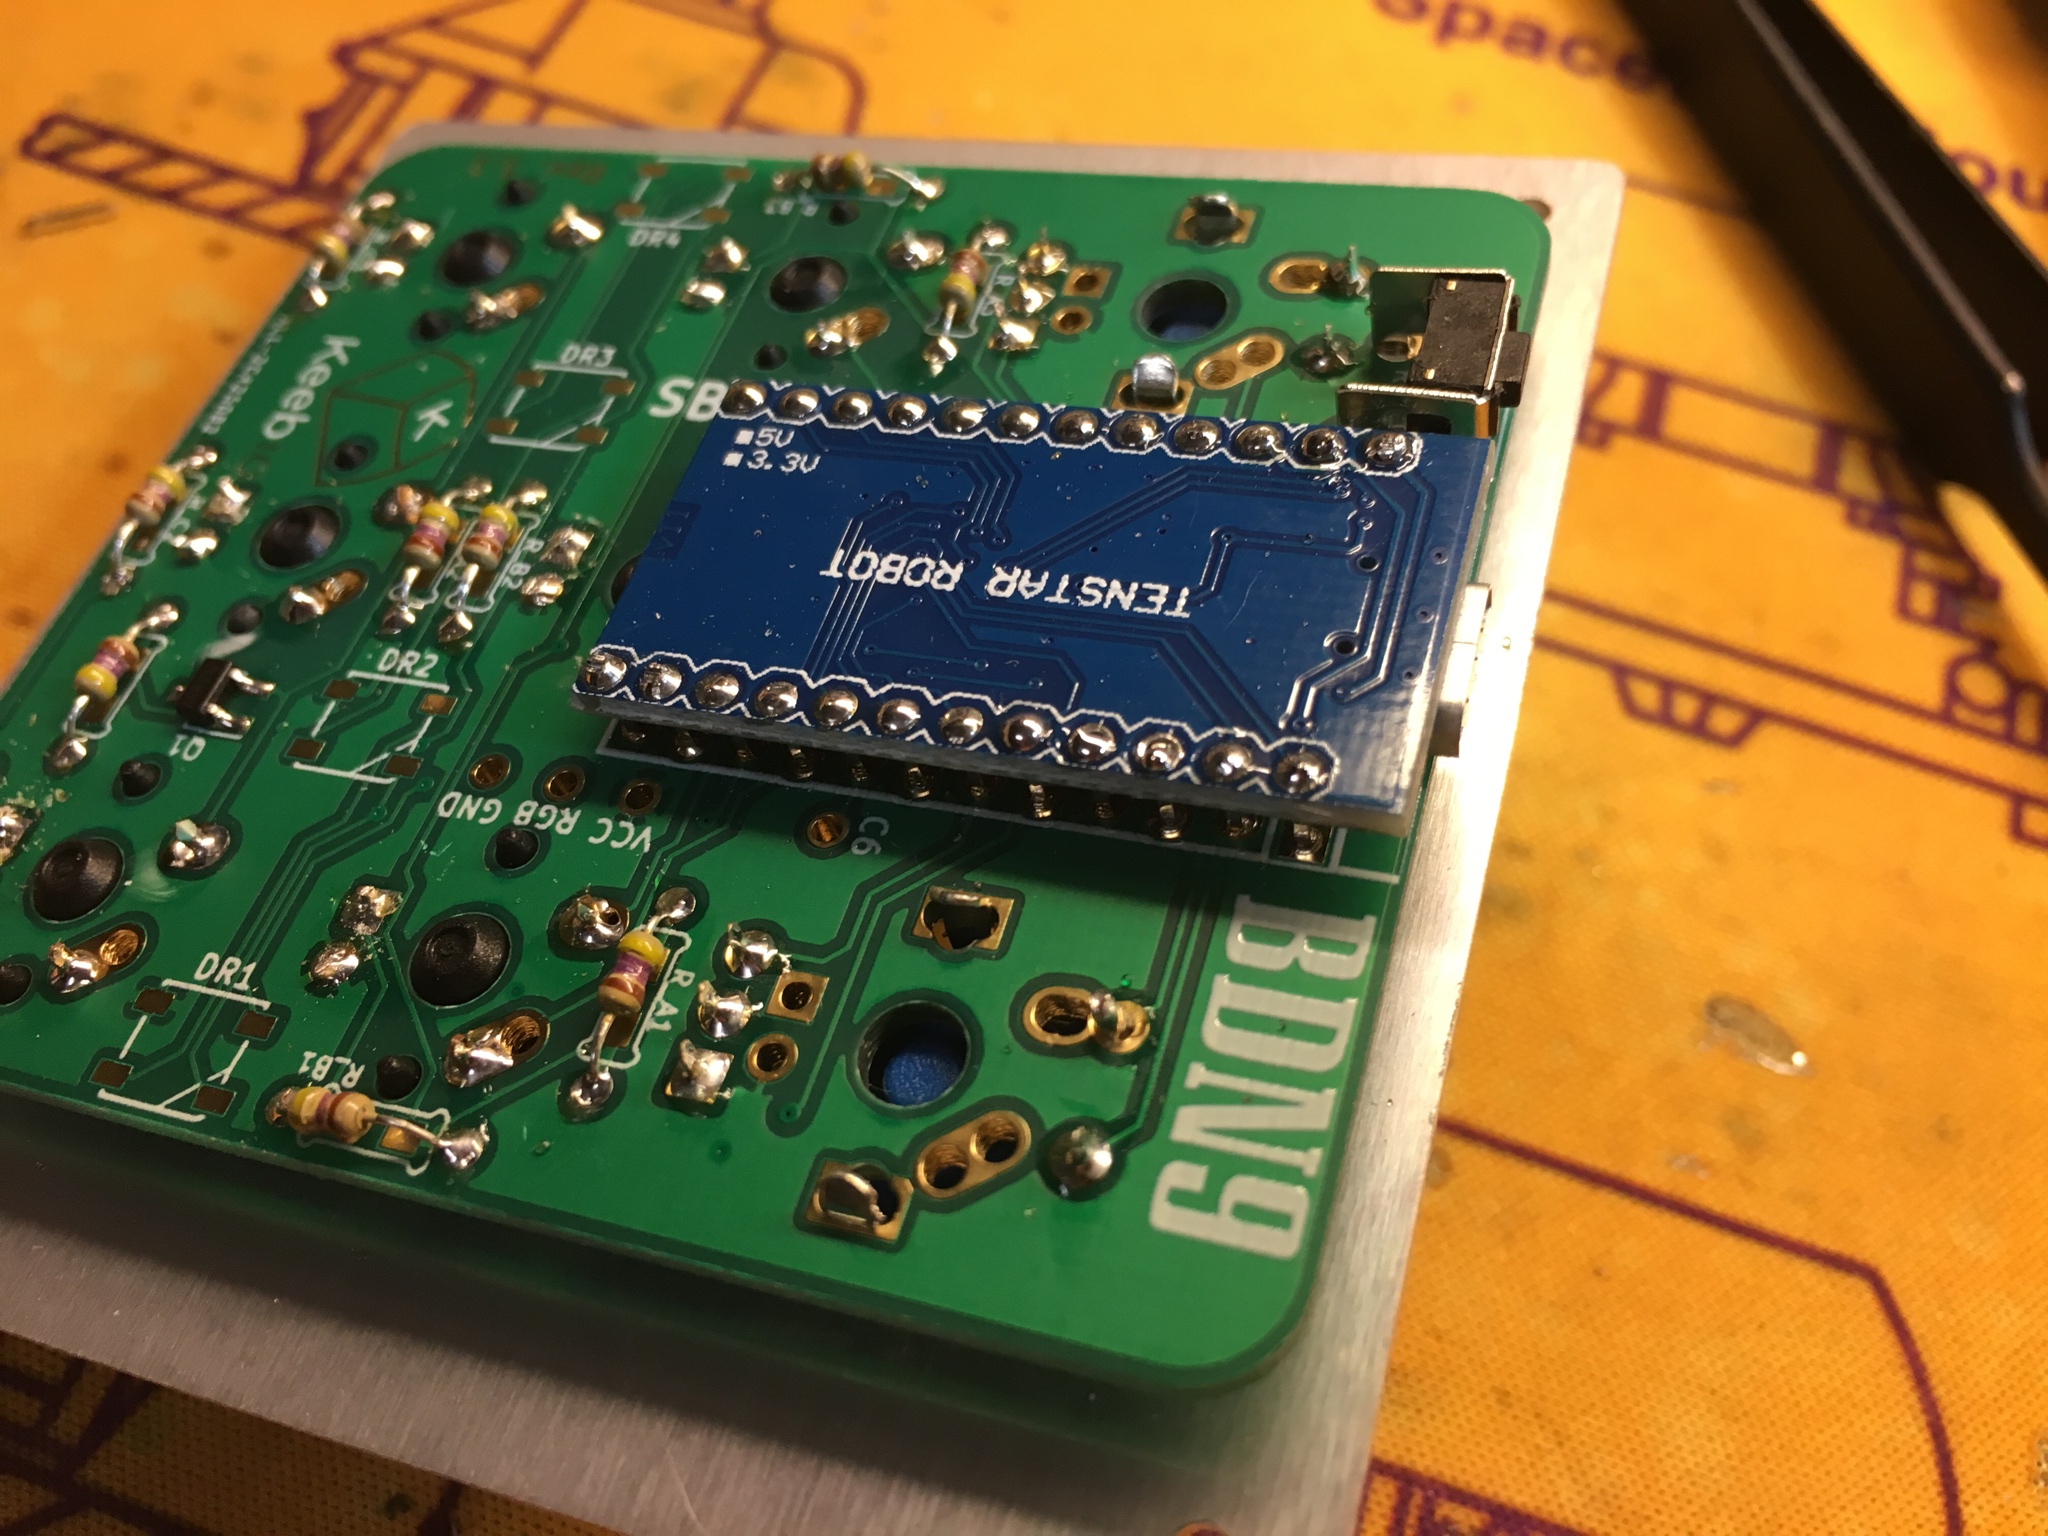 space
DR4
DR3
SB
5V
3.3V
Keeb
K
TENSTAR ROBOT
R_B2
DR2
Q1
VCC RGB GND
C6
BDN9
DR1
R_A1
R_B1